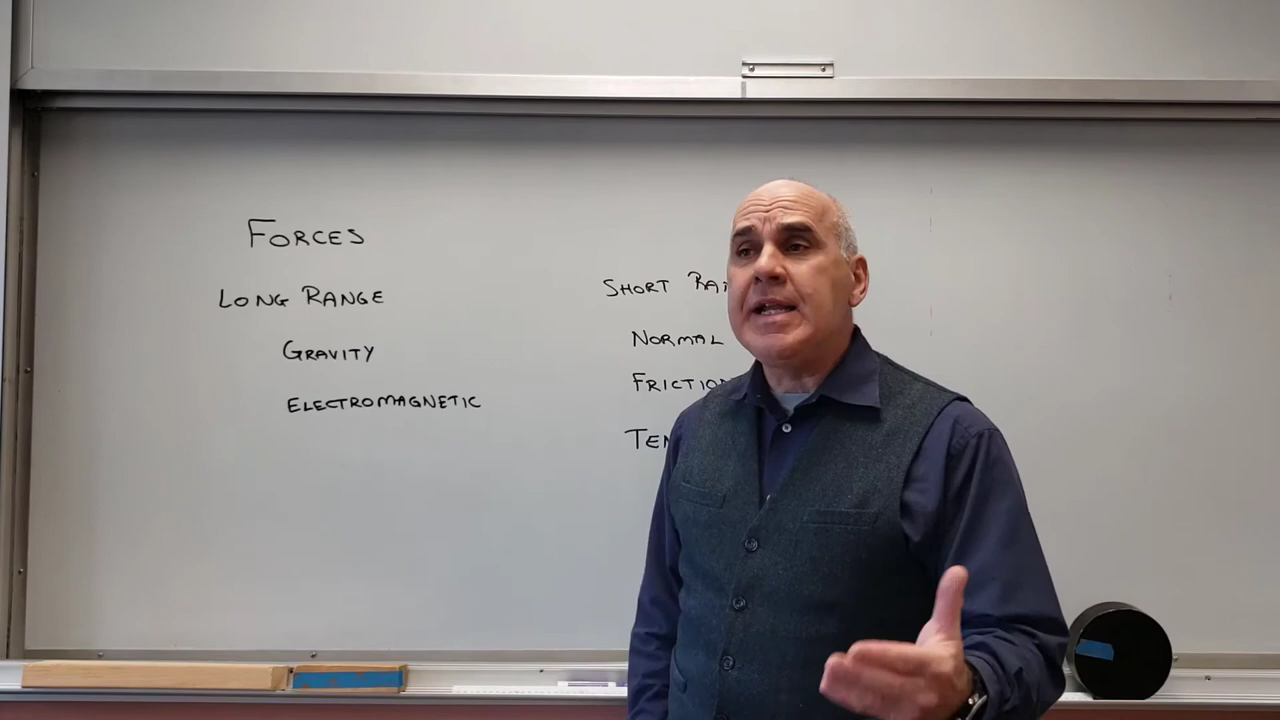 FORCES
LONG RANGE
GRAVITY
ELECTROMAGNETIC
SHORT
NORMAL